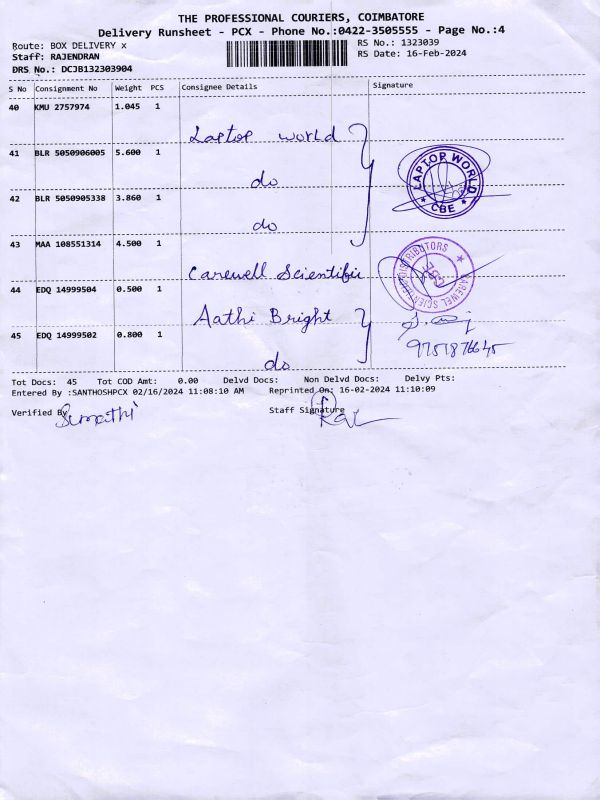 THE PROFESSIONAL COURIERS, COIMBATORE
Delivery Runsheet - PCX - Phone No.:0422-3505555 - Page No.:4
Route: BOX DELIVERY x
RS No.: 1323039
Staff: RAJENDRAN
RS Date: 16-Feb-2024
DRS No.: DCJB132303904
S No Consignment No Weight PCS Consignee Details Signature
40 KMU 2757974 1.045 1
Laptop world
41 BLR 5050906005 5.600 1
do
LAPTOP WORLD
★ CBE ★
42 BLR 5050905338 3.860 1
do
43 MAA 108551314 4.500 1
Carewell Scientific
44 EDQ 14999504 0.500 1
Aathi Bright
45 EDQ 14999502 0.800 1
9751876645
do
Tot Docs: 45 Tot COD Amt: 0.00 Delvd Docs: Non Delvd Docs: Delvy Pts:
Entered By :SANTHOSHPCX 02/16/2024 11:08:10 AM Reprinted On: 16-02-2024 11:10:09
Verified By Sumathi
Staff Signature